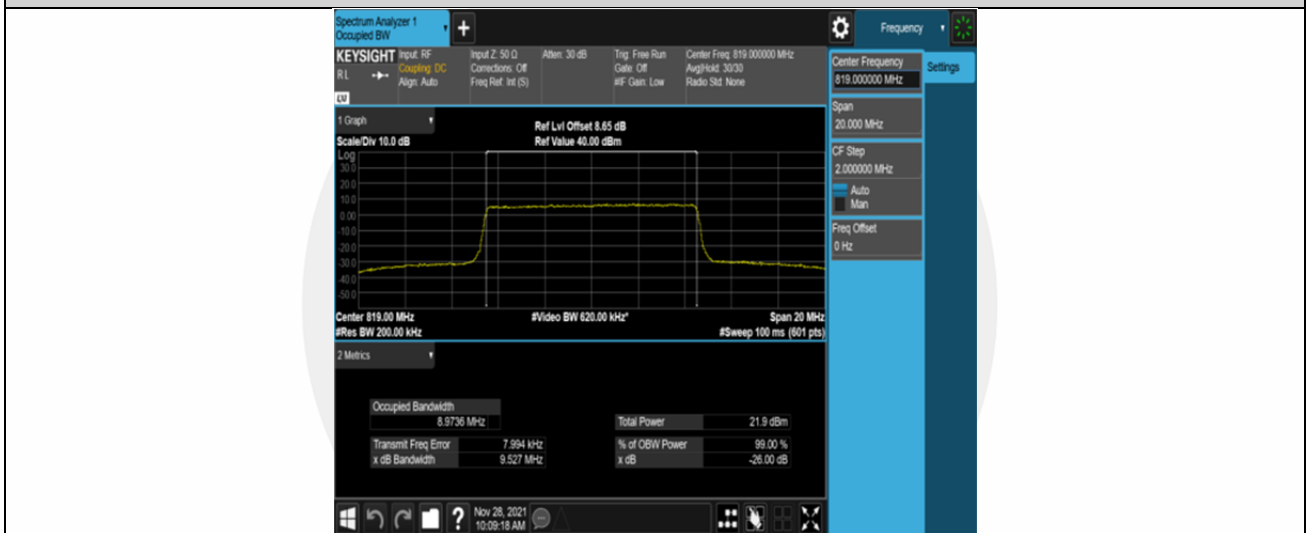 Spectrum Analyzer 1
Occupied BW
+
Frequency
KEYSIGHT
Input: RF
Coupling: DC
Align: Auto
Input Z: 50 Ω
Corrections: Off
Freq Ref: Int (S)
Atten: 30 dB
Trig: Free Run
Gate: Off
#IF Gain: Low
Center Freq: 819.000000 MHz
Avg|Hold: 30/30
Radio Std: None
R L
Center Frequency
819.000000 MHz
Settings
Span
20.000 MHz
CF Step
2.000000 MHz
Auto
Man
Freq Offset
0 Hz
1 Graph
Scale/Div 10.0 dB
Ref Lvl Offset 8.65 dB
Ref Value 40.00 dBm
Log
30.0
20.0
10.0
0.00
-10.0
-20.0
-30.0
-40.0
-50.0
Center 819.00 MHz
#Res BW 200.00 kHz
#Video BW 620.00 kHz*
Span 20 MHz
#Sweep 100 ms (601 pts)
2 Metrics
Occupied Bandwidth
8.9736 MHz
Total Power 21.9 dBm
Transmit Freq Error 7.994 kHz
% of OBW Power 99.00 %
x dB Bandwidth 9.527 MHz
x dB -26.00 dB
?
Nov 28, 2021
10:09:18 AM